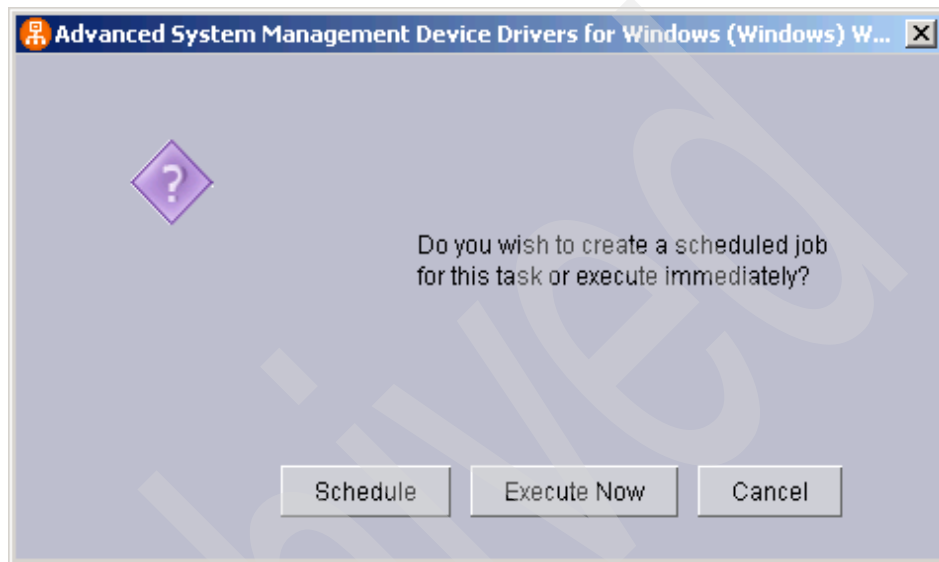 Advanced System Management Device Drivers for Windows (Windows) W...
?
Do you wish to create a scheduled job
for this task or execute immediately?
Schedule Execute Now Cancel
hived